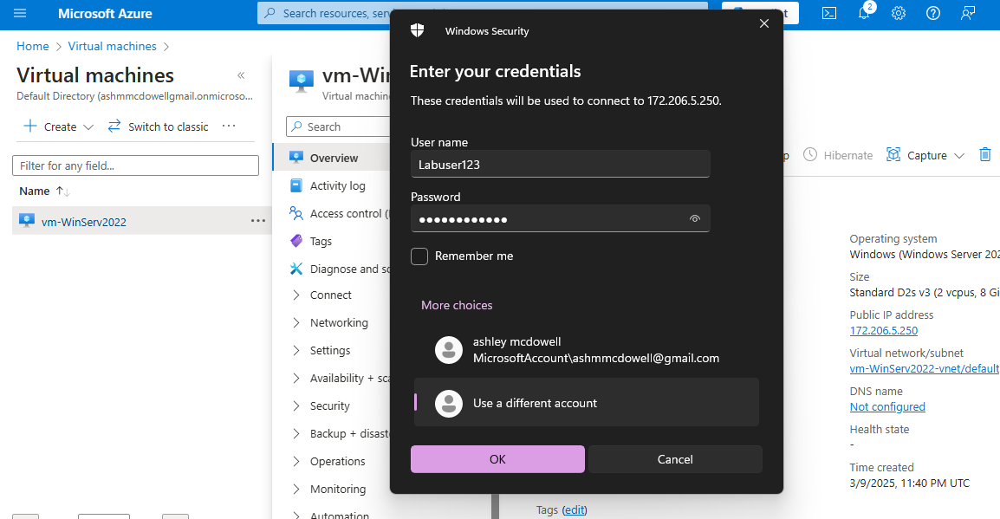 Microsoft Azure
Search resources, serv
2
Home > Virtual machines >
Virtual machines
Default Directory (ashmmcdowellgmail.onmicroso...
Create
Switch to classic
Filter for any field...
Name
vm-WinServ2022
vm-Win
Virtual machine
Search
Overview
Activity log
Access control (
Tags
Diagnose and so
Connect
Networking
Settings
Availability + sca
Security
Backup + disast
Operations
Monitoring
Automation
Windows Security
Enter your credentials
These credentials will be used to connect to 172.206.5.250.
User name
Labuser123
Password
Remember me
More choices
ashley mcdowell
MicrosoftAccount\ashmmcdowell@gmail.com
Use a different account
OK
Cancel
Hibernate
Capture
Operating system
Windows (Windows Server 202
Size
Standard D2s v3 (2 vcpus, 8 Gi
Public IP address
172.206.5.250
Virtual network/subnet
vm-WinServ2022-vnet/default
DNS name
Not configured
Health state
-
Time created
3/9/2025, 11:40 PM UTC
Tags (edit)